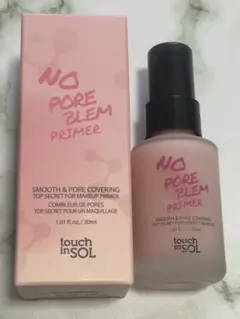 NO
PORE
BLEM
PRIMER
SMOOTH & PORE COVERING
TOP SECRET FOR MAKEUP PRIMER
COMBLEUR DE PORES
TOP SECRET POUR UN MAQUILLAGE
1.01 fl.oz. / 30ml
touch
in SOL
NO
PORE
BLEM
PRIMER
SMOOTH & PORE COVERING
touch
in SOL